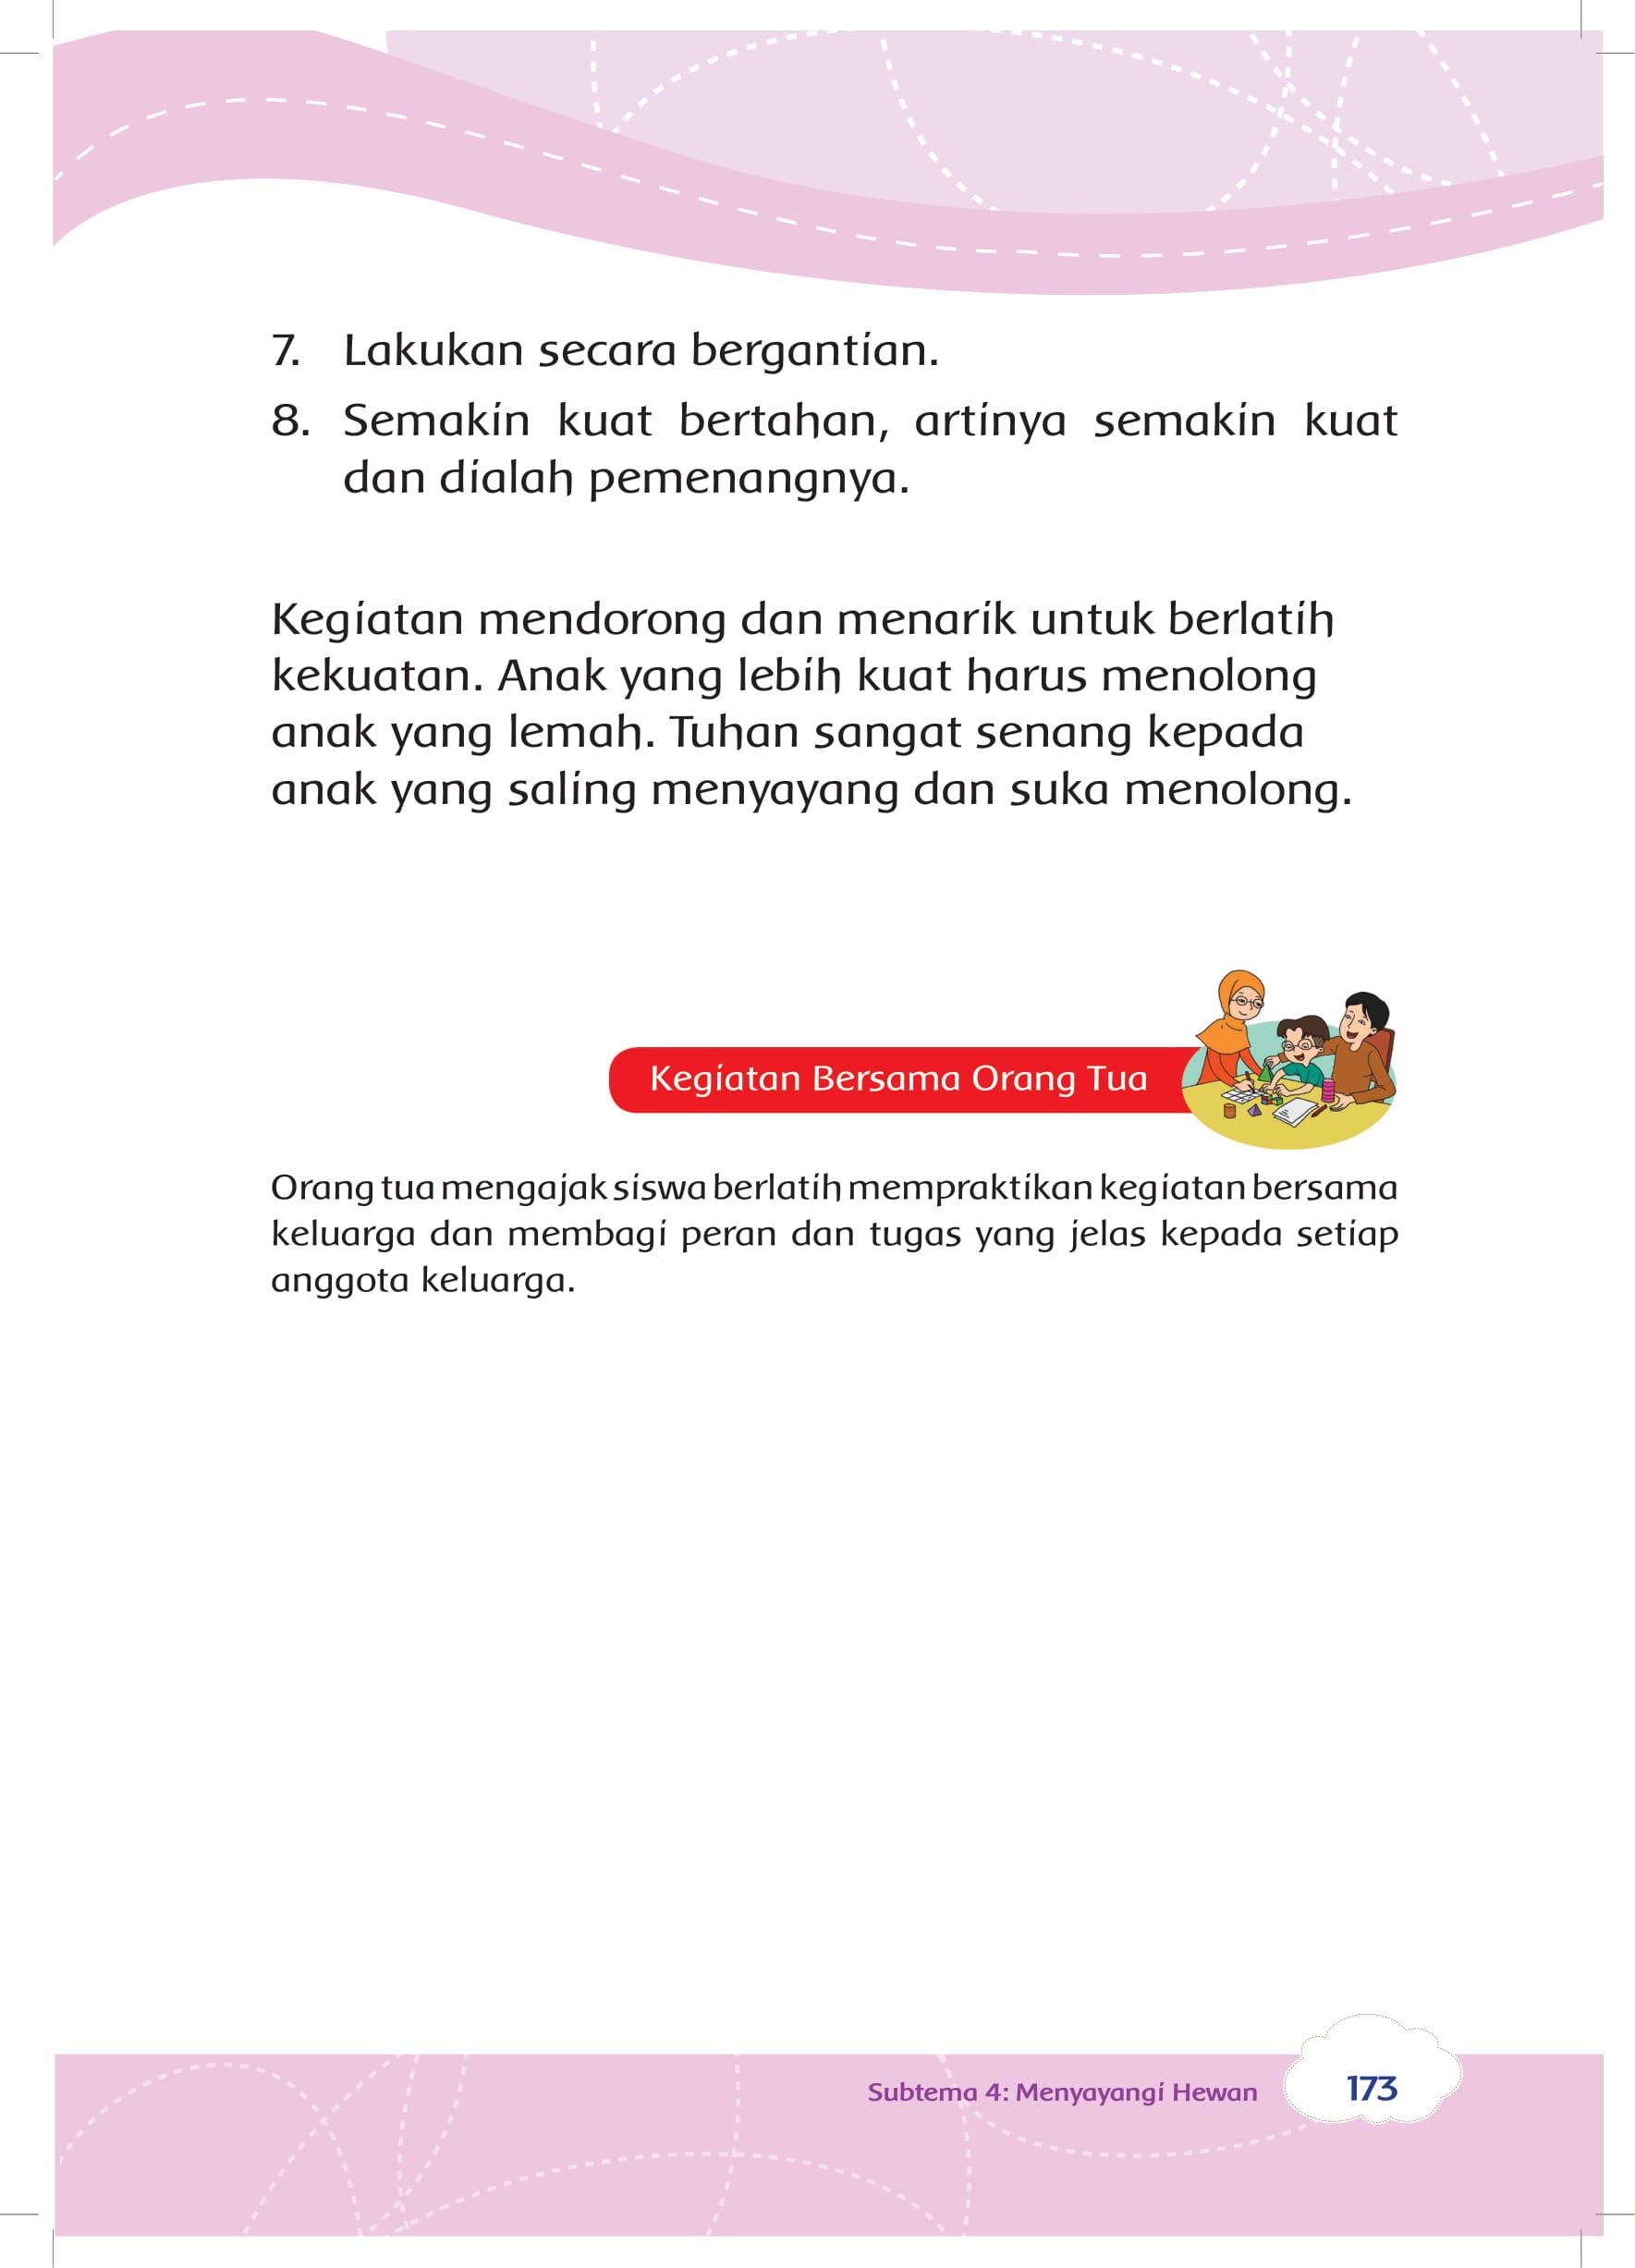 7. Lakukan secara bergantian.
8. Semakin kuat bertahan, artinya semakin kuat
dan dialah pemenangnya.
Kegiatan mendorong dan menarik untuk berlatih
kekuatan. Anak yang lebih kuat harus menolong
anak yang lemah. Tuhan sangat senang kepada
anak yang saling menyayang dan suka menolong.
Kegiatan Bersama Orang Tua
Orang tua mengajak siswa berlatih mempraktikan kegiatan bersama
keluarga dan membagi peran dan tugas yang jelas kepada setiap
anggota keluarga.
Subtema 4: Menyayangi Hewan
173